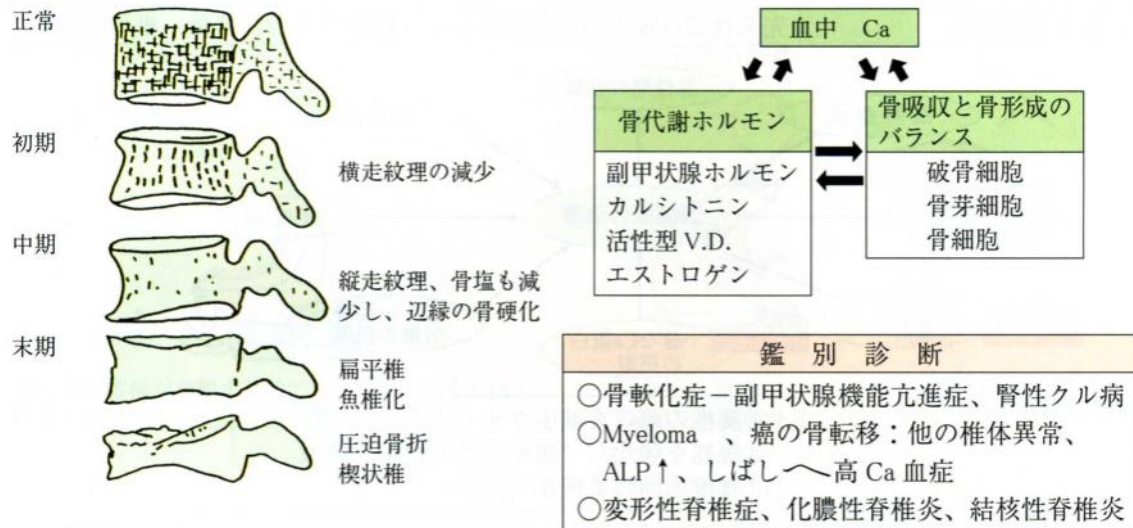 正常
初期
横走紋理の減少
中期
縦走紋理、骨塩も減
少し、辺縁の骨硬化
末期
扁平椎
魚椎化
圧迫骨折
楔状椎
血中 Ca
骨代謝ホルモン
副甲状腺ホルモン
カルシトニン
活性型 V.D.
エストロゲン
骨吸収と骨形成の
バランス
破骨細胞
骨芽細胞
骨細胞
鑑別診断
○骨軟化症－副甲状腺機能亢進症、腎性クル病
○Myeloma 、癌の骨転移：他の椎体異常、
ALP↑、しばし〜高 Ca 血症
○変形性脊椎症、化膿性脊椎炎、結核性脊椎炎